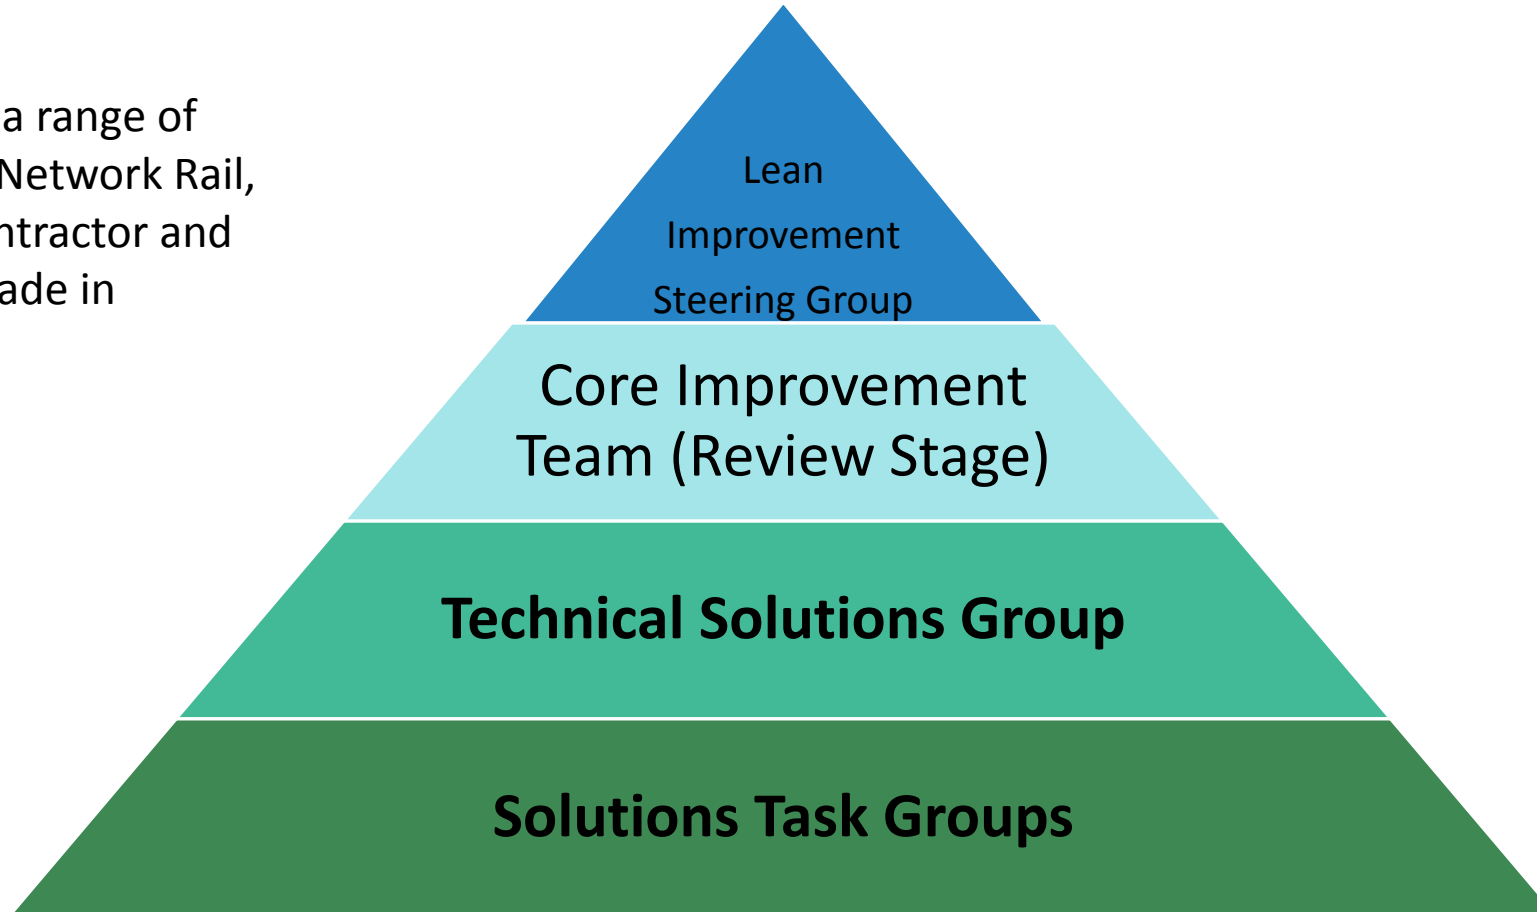 a range of
Network Rail,
ntractor and
ade in
Lean
Improvement
Steering Group
Core Improvement
Team (Review Stage)
Technical Solutions Group
Solutions Task Groups